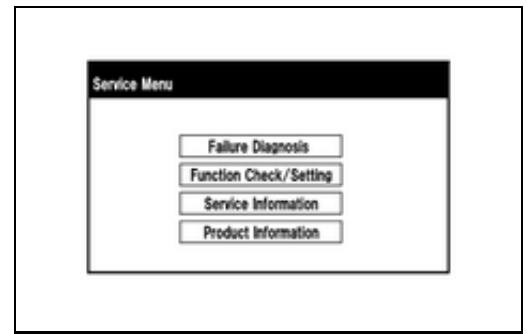 Service Menu
Failure Diagnosis
Function Check/Setting
Service Information
Product Information